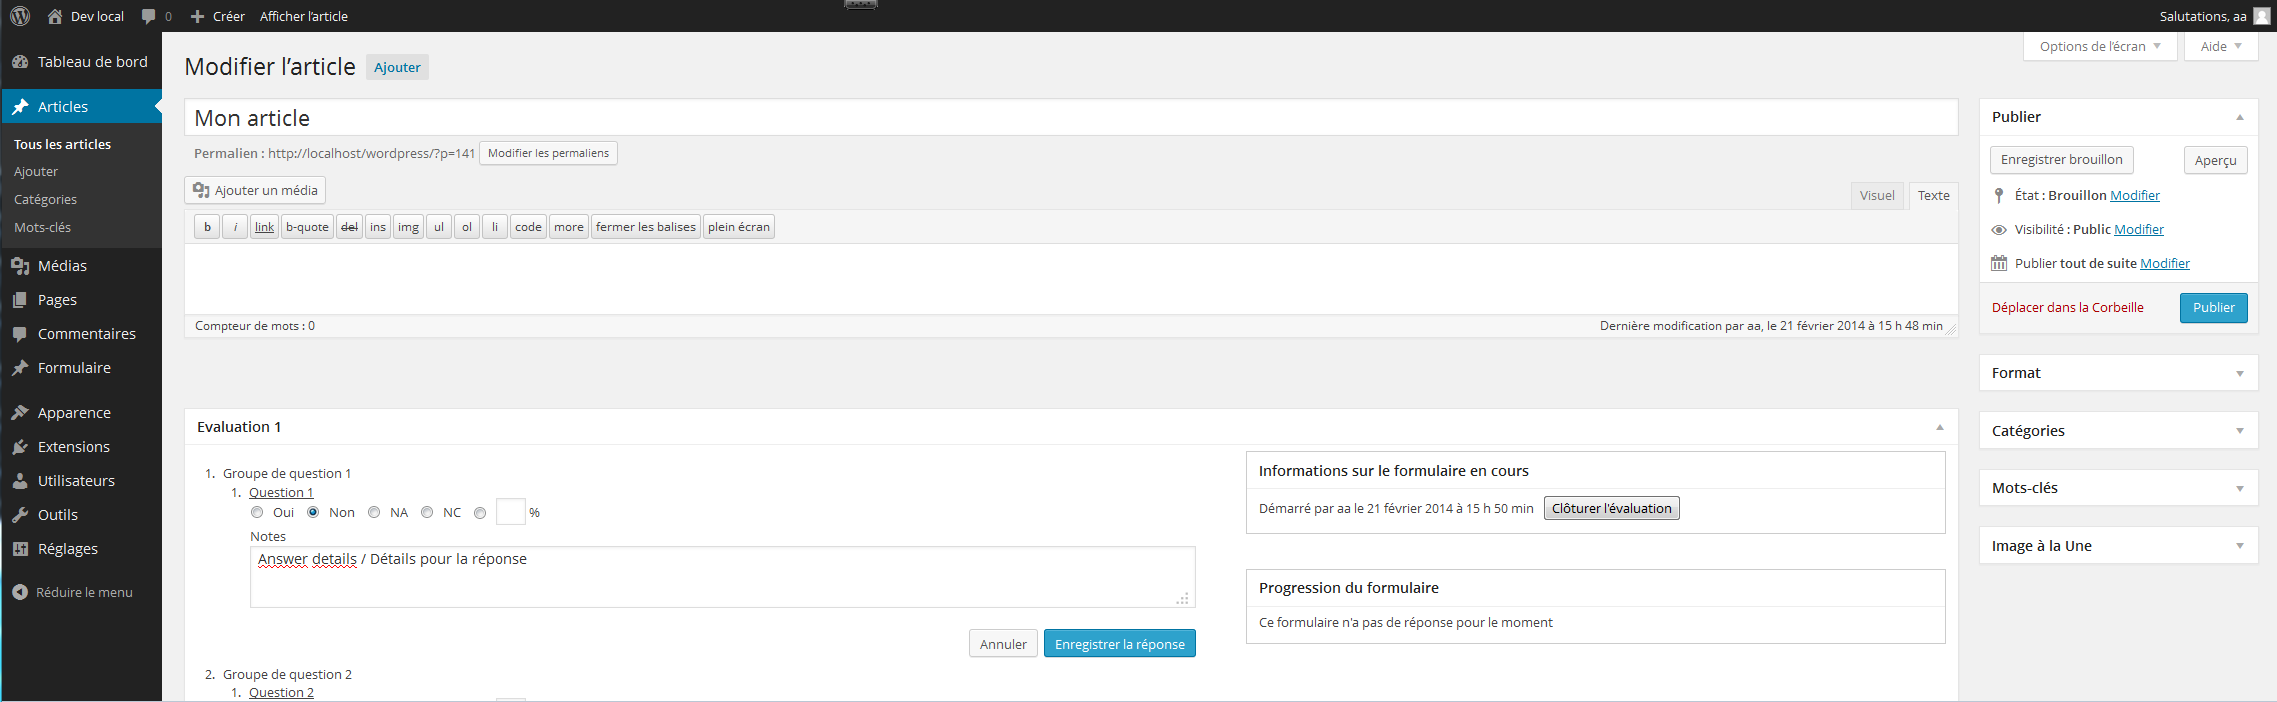 Dev local 0 Créer Afficher l'article Salutations, aa
Options de l'écran Aide
Tableau de bord
Articles
Tous les articles
Ajouter
Catégories
Mots-clés
Médias
Pages
Commentaires
Formulaire
Apparence
Extensions
Utilisateurs
Outils
Réglages
Réduire le menu
Modifier l'article Ajouter
Mon article
Permalien : http://localhost/wordpress/?p=141 Modifier les permaliens
Ajouter un média Visuel Texte
b i link b-quote del ins img ul ol li code more fermer les balises plein écran
Compteur de mots : 0 Dernière modification par aa, le 21 février 2014 à 15 h 48 min
Evaluation 1
1. Groupe de question 1
1. Question 1
Oui Non NA NC %
Notes
Answer details / Détails pour la réponse
Annuler Enregistrer la réponse
2. Groupe de question 2
1. Question 2
Informations sur le formulaire en cours
Démarré par aa le 21 février 2014 à 15 h 50 min Clôturer l'évaluation
Progression du formulaire
Ce formulaire n'a pas de réponse pour le moment
Publier
Enregistrer brouillon Aperçu
État : Brouillon Modifier
Visibilité : Public Modifier
Publier tout de suite Modifier
Déplacer dans la Corbeille Publier
Format
Catégories
Mots-clés
Image à la Une